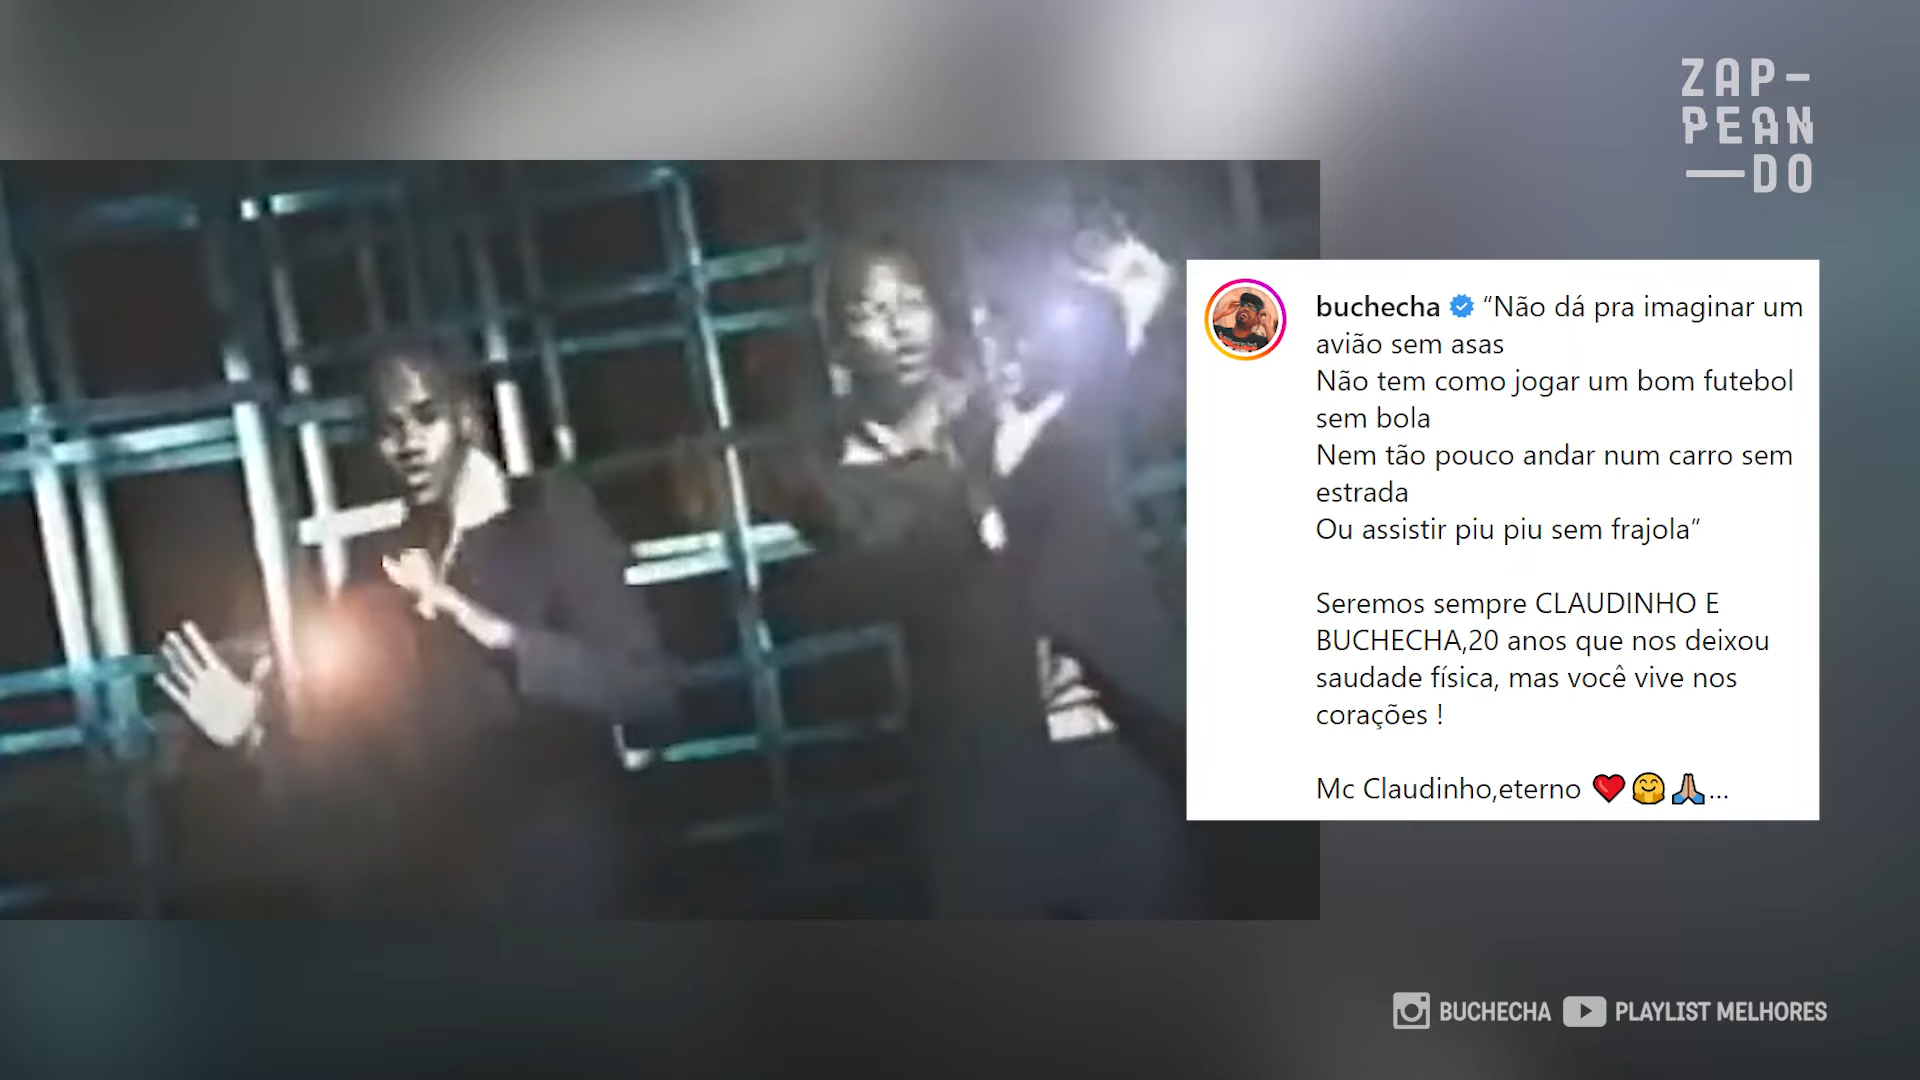 ZAP-
PEAN
—DO
buchecha “Não dá pra imaginar um
avião sem asas
Não tem como jogar um bom futebol
sem bola
Nem tão pouco andar num carro sem
estrada
Ou assistir piu piu sem frajola”
Seremos sempre CLAUDINHO E
BUCHECHA,20 anos que nos deixou
saudade física, mas você vive nos
corações !
Mc Claudinho,eterno ❤️🤗🙏🏼...
BUCHECHA PLAYLIST MELHORES